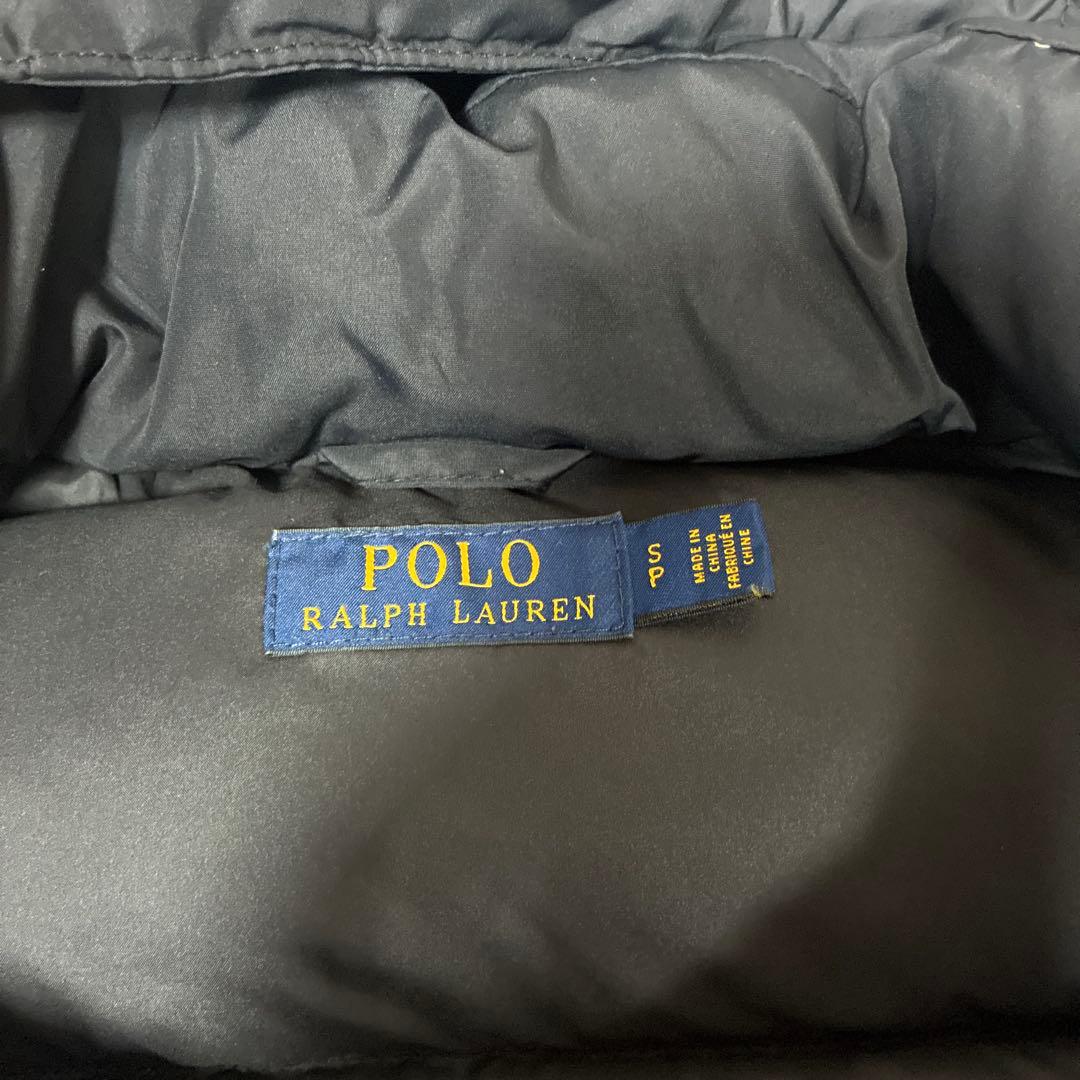 POLO
RALPH LAUREN
S
P
MADE IN
CHINA
FABRIQUÉ EN
CHINE